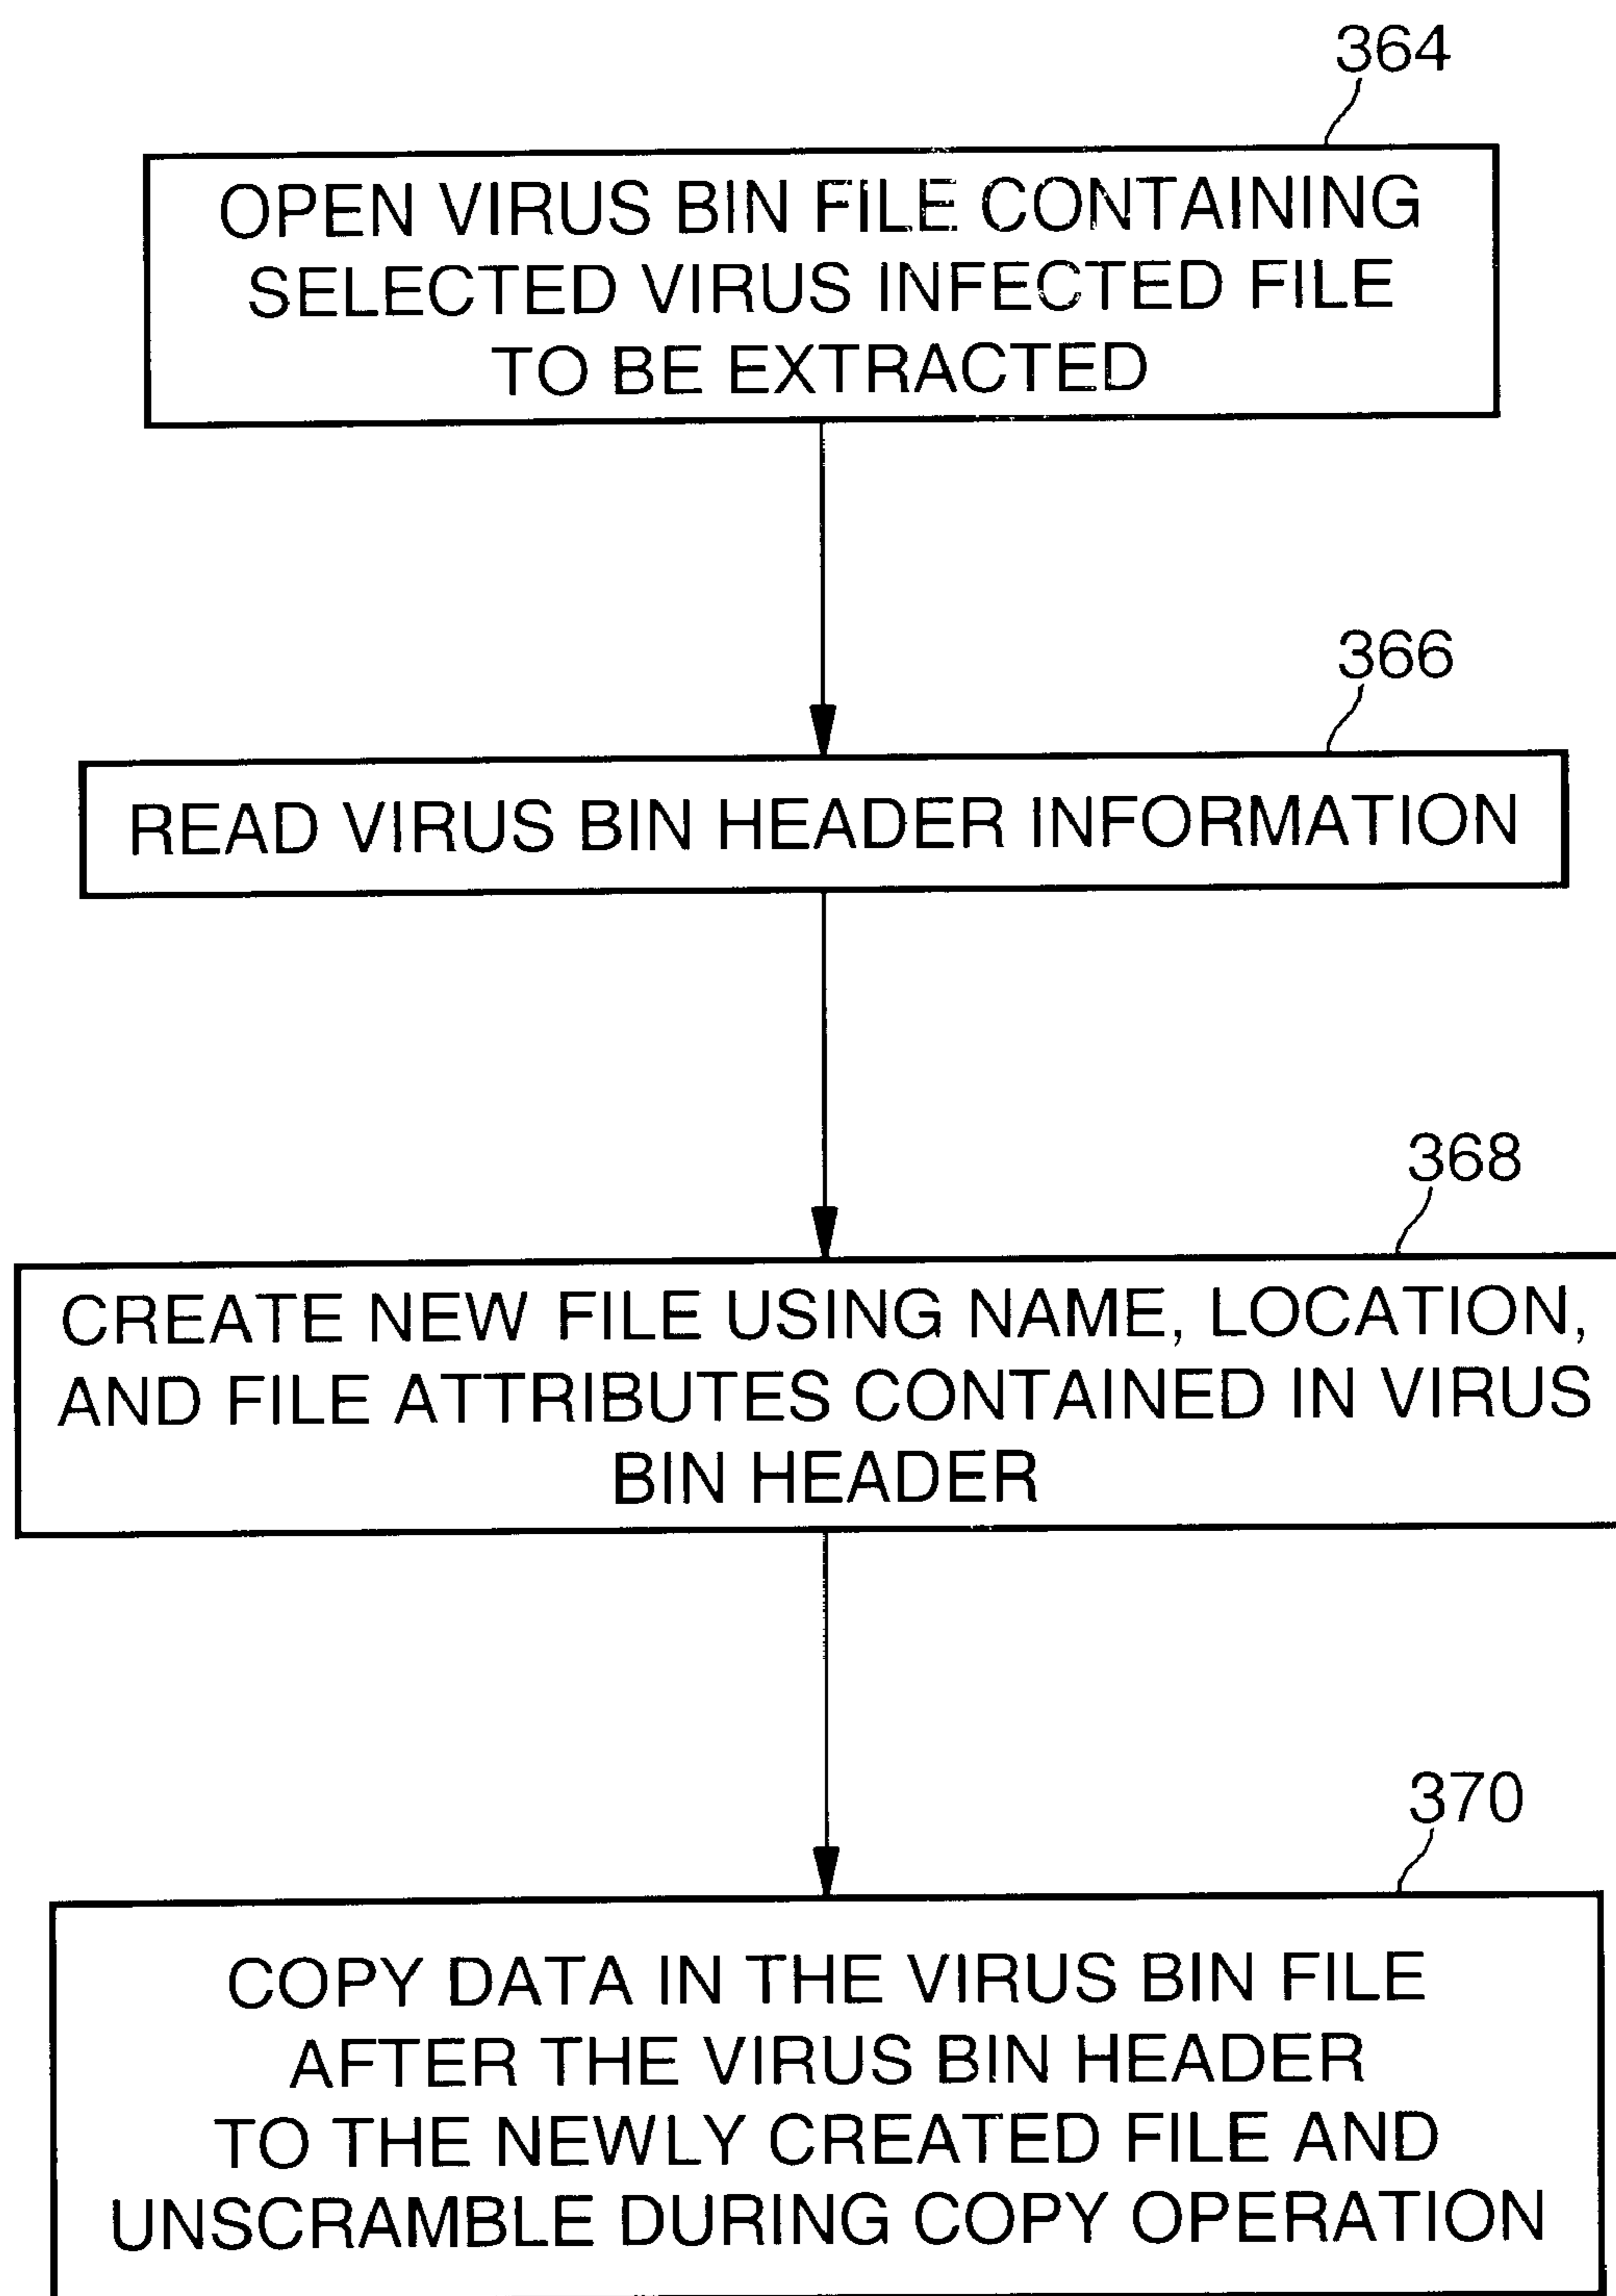 364
OPEN VIRUS BIN FILE CONTAINING
SELECTED VIRUS INFECTED FILE
TO BE EXTRACTED
366
READ VIRUS BIN HEADER INFORMATION
368
CREATE NEW FILE USING NAME, LOCATION,
AND FILE ATTRIBUTES CONTAINED IN VIRUS
BIN HEADER
370
COPY DATA IN THE VIRUS BIN FILE
AFTER THE VIRUS BIN HEADER
TO THE NEWLY CREATED FILE AND
UNSCRAMBLE DURING COPY OPERATION